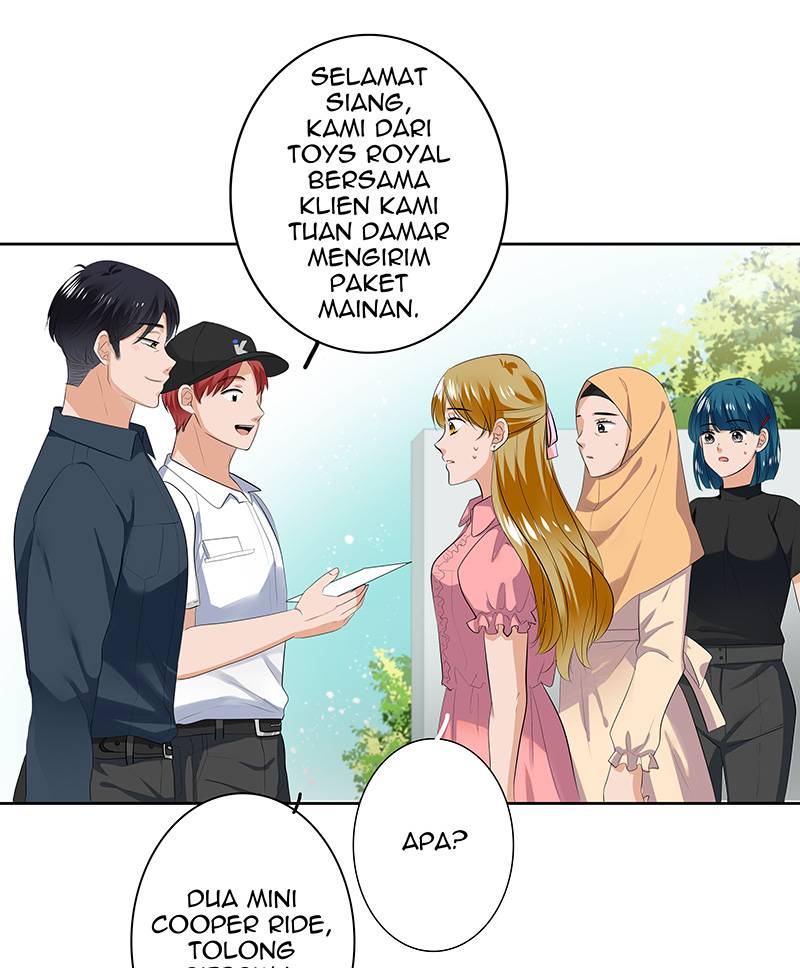 SELAMAT
SIANG,
KAMI DARI
TOYS ROYAL
BERSAMA
KLIEN KAMI
TUAN DAMAR
MENGIRIM
PAKET
MAINAN.
iK
APA?
DUA MINI
COOPER RIDE,
TOLONG